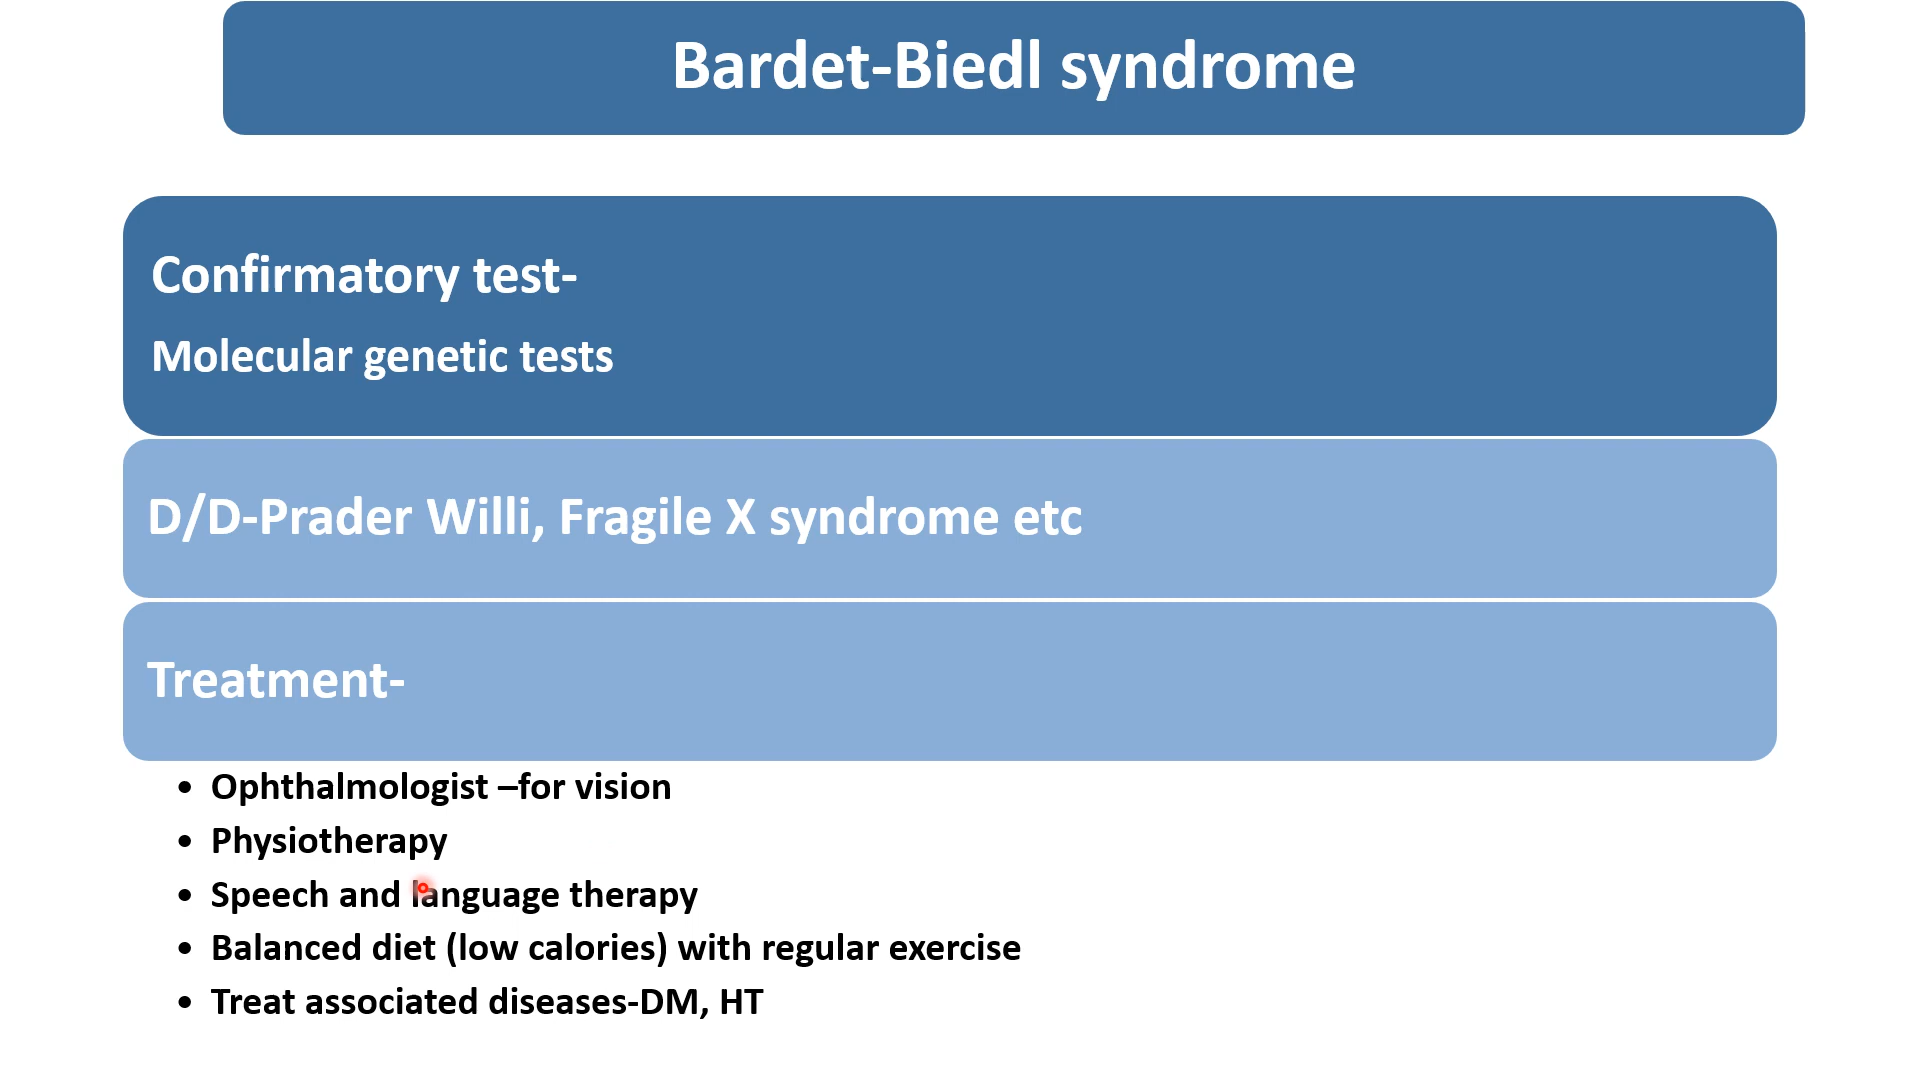 Bardet-Biedl syndrome
Confirmatory test-
Molecular genetic tests
D/D-Prader Willi, Fragile X syndrome etc
Treatment-
• Ophthalmologist –for vision
• Physiotherapy
• Speech and language therapy
• Balanced diet (low calories) with regular exercise
• Treat associated diseases-DM, HT